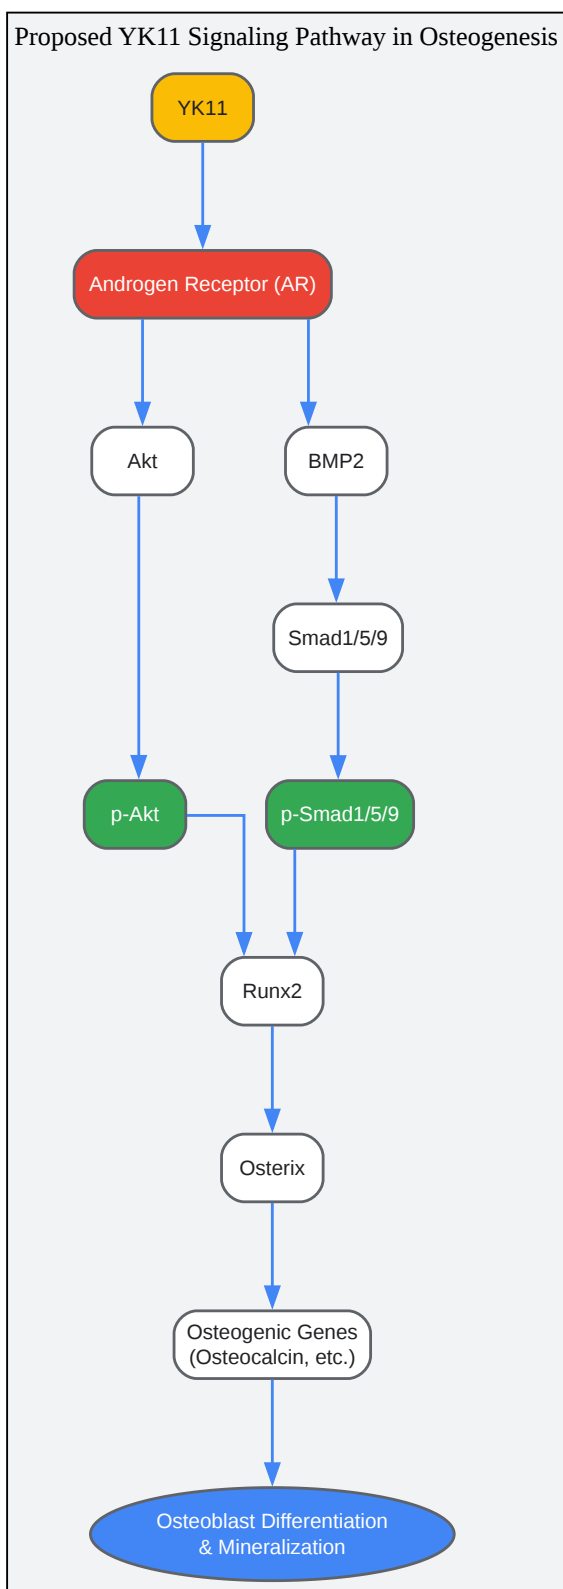 Proposed YK11 Signaling Pathway in Osteogenesis
YK11
Androgen Receptor (AR)
Akt
BMP2
Smad1/5/9
p-Akt
p-Smad1/5/9
Runx2
Osterix
Osteogenic Genes
(Osteocalcin, etc.)
Osteoblast Differentiation
& Mineralization